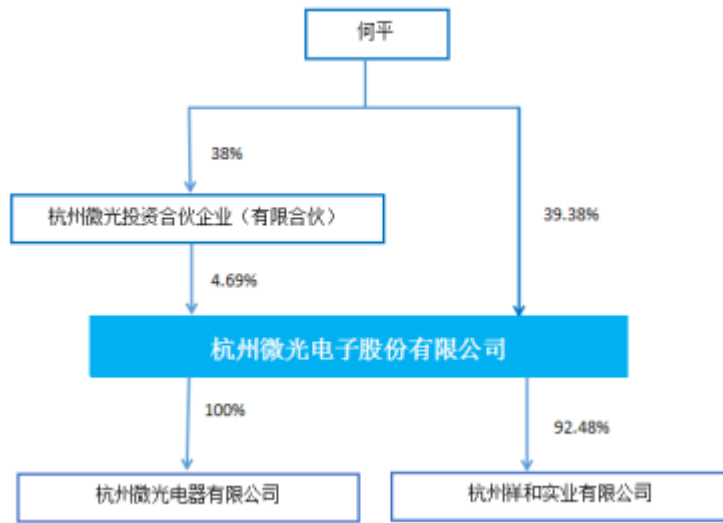 何平
38%
杭州微光投资合伙企业（有限合伙）
39.38%
4.69%
杭州微光电子股份有限公司
100%
92.48%
杭州微光电器有限公司
杭州祥和实业有限公司